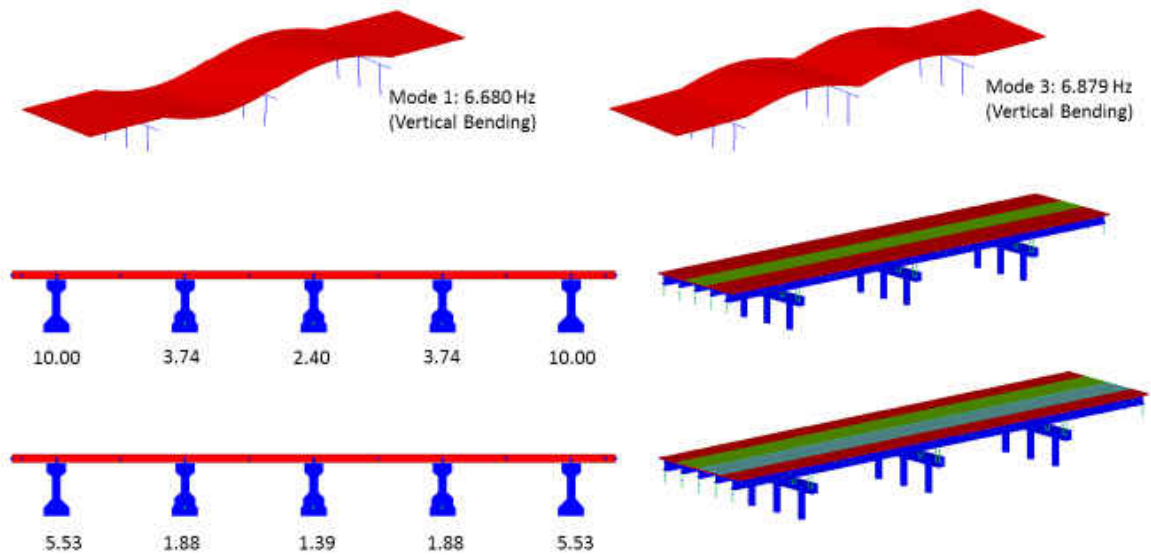 Mode 1: 6.680 Hz
(Vertical Bending)
Mode 3: 6.879 Hz
(Vertical Bending)
10.00 3.74 2.40 3.74 10.00
5.53 1.88 1.39 1.88 5.53